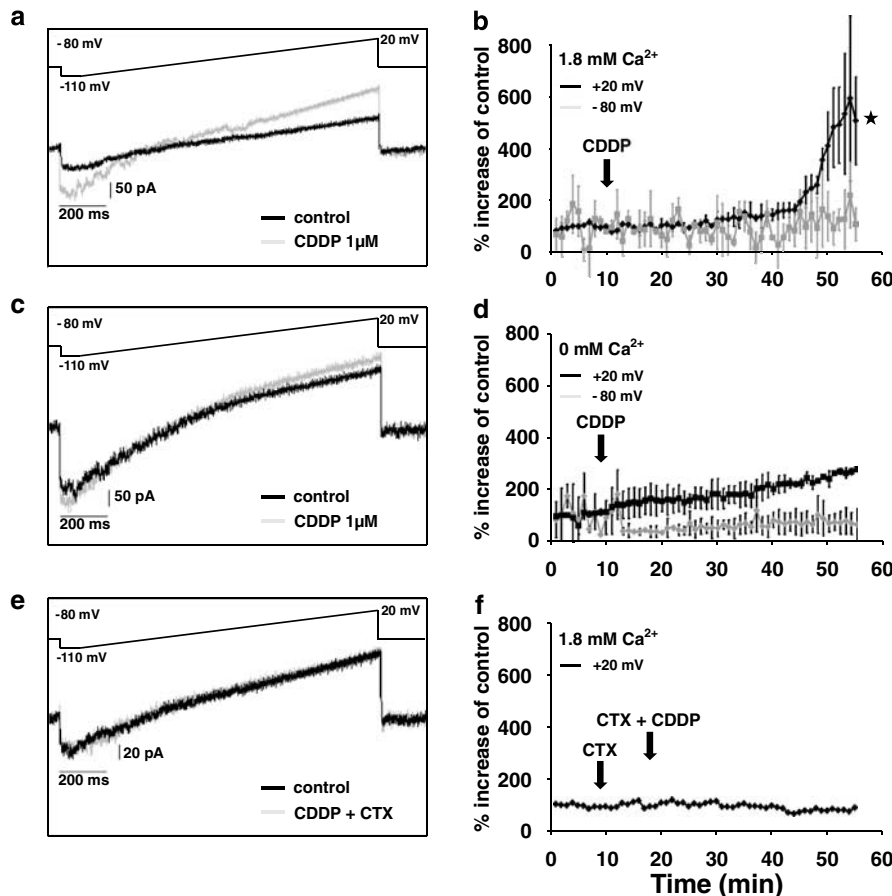 a
-80 mV
20 mV
-110 mV
50 pA
200 ms
control
CDDP 1µM
b
% increase of control
800
600
400
200
0
1.8 mM Ca²⁺
+20 mV
-80 mV
CDDP
★
0 10 20 30 40 50 60
c
-80 mV
20 mV
-110 mV
50 pA
200 ms
control
CDDP 1µM
d
% increase of control
800
600
400
200
0
0 mM Ca²⁺
+20 mV
-80 mV
CDDP
0 10 20 30 40 50 60
e
-80 mV
20 mV
-110 mV
20 pA
200 ms
control
CDDP + CTX
f
% increase of control
800
600
400
200
0
1.8 mM Ca²⁺
+20 mV
CTX + CDDP
CTX
0 10 20 30 40 50 60
Time (min)